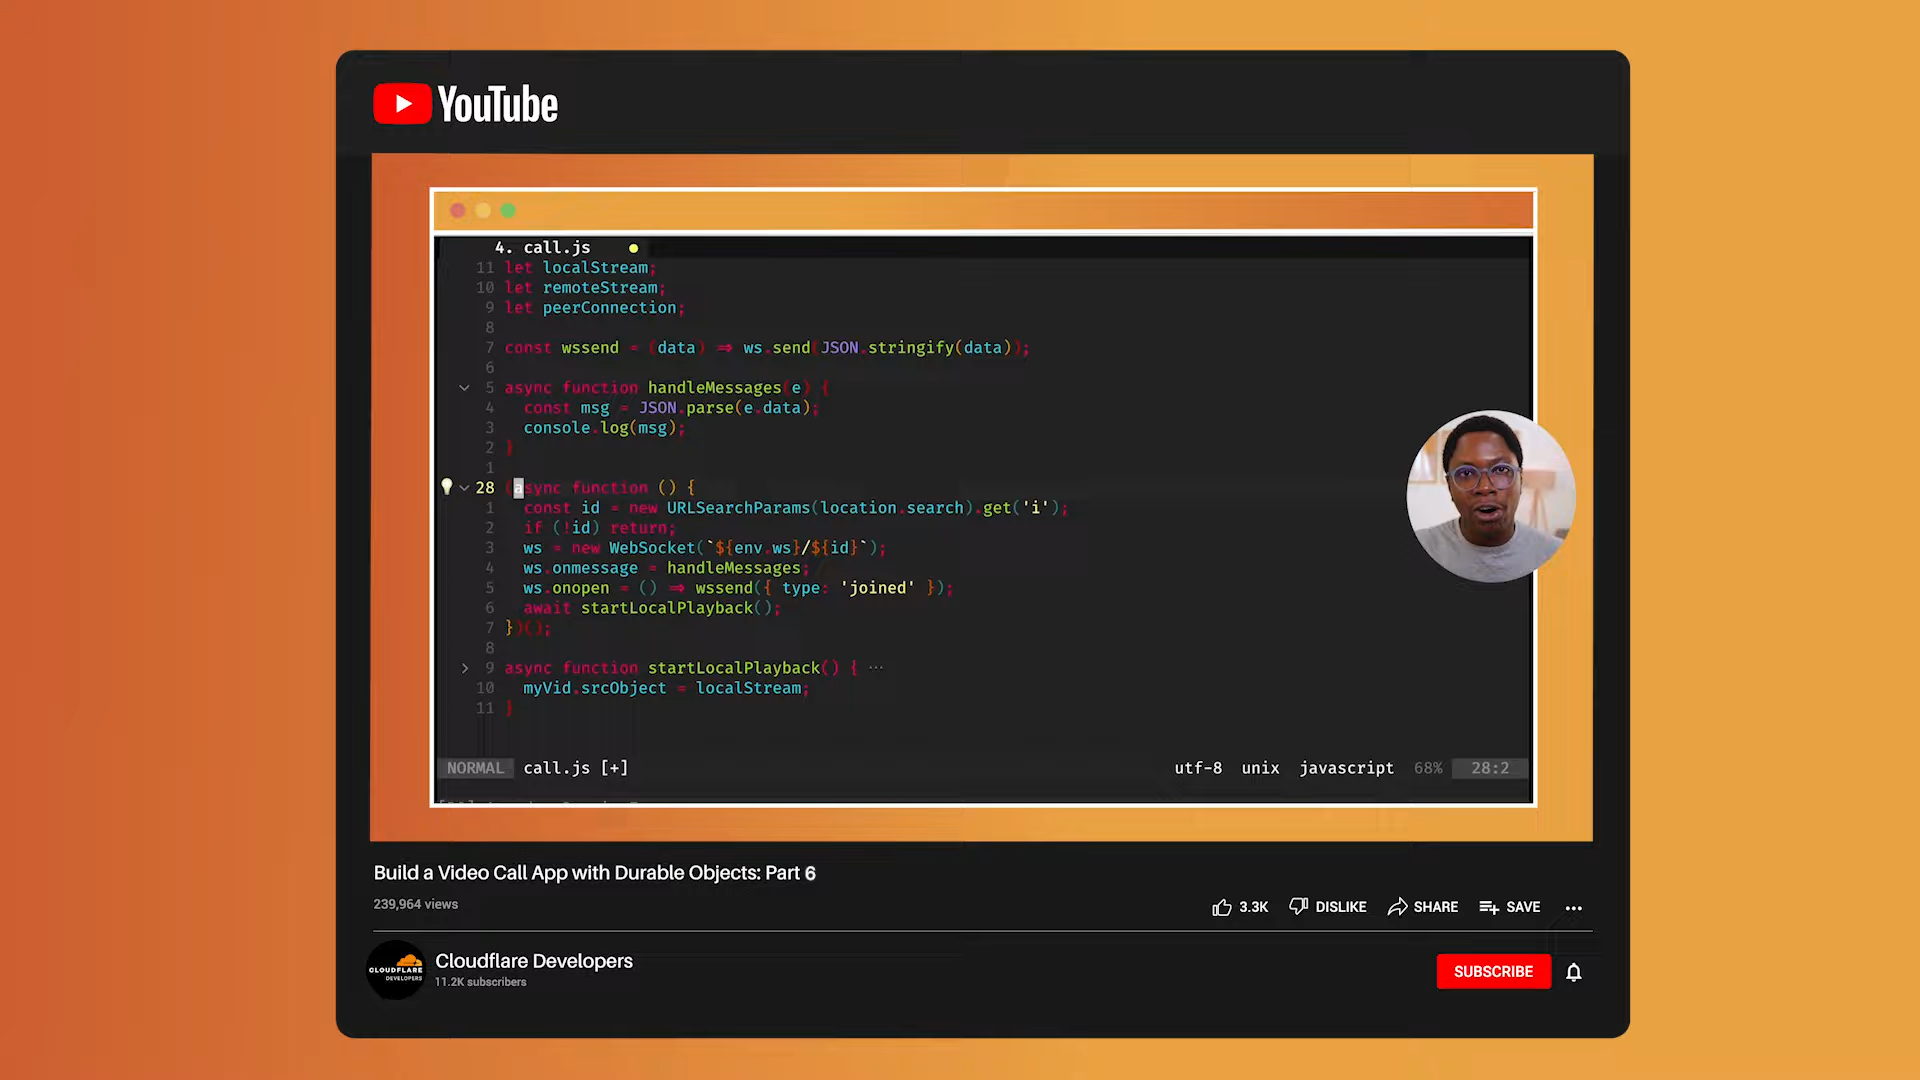 YouTube
4. call.js
11 let localStream;
10 let remoteStream;
9 let peerConnection;
8
7 const wssend = (data) => ws.send(JSON.stringify(data));
6
5 async function handleMessages(e) {
4 const msg = JSON.parse(e.data);
3 console.log(msg);
2 }
1
28 (async function () {
1 const id = new URLSearchParams(location.search).get('i');
2 if (!id) return;
3 ws = new WebSocket(`${env.ws}/${id}`);
4 ws.onmessage = handleMessages;
5 ws.onopen = () => wssend({ type: 'joined' });
6 await startLocalPlayback();
7 })();
8
9 async function startLocalPlayback() { ...
10 myVid.srcObject = localStream;
11 }
NORMAL call.js [+] utf-8 unix javascript 68% 28:2
Build a Video Call App with Durable Objects: Part 6
239,964 views
3.3K DISLIKE SHARE SAVE ...
CLOUDFLARE
DEVELOPERS
Cloudflare Developers
11.2K subscribers
SUBSCRIBE